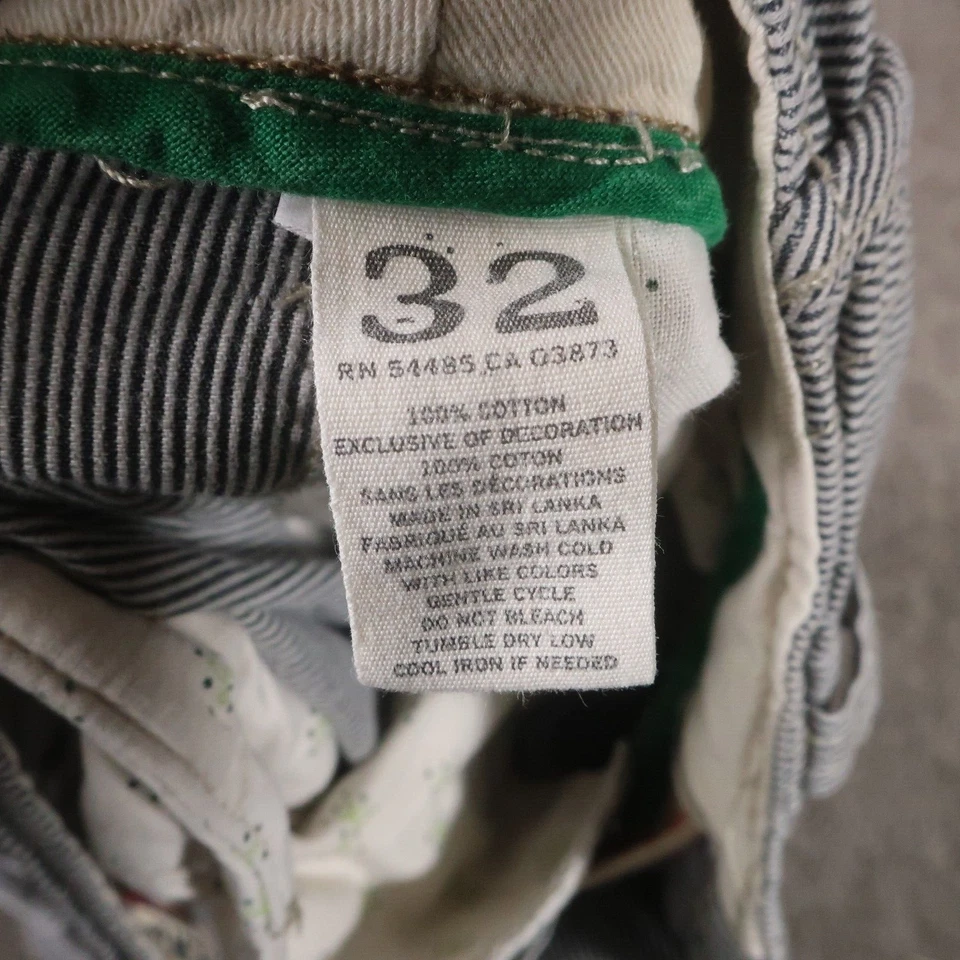 32
RN 54485 CA 03873
100% COTTON
EXCLUSIVE OF DECORATION
100% COTON
SANS LES DÉCORATIONS
MADE IN SRI LANKA
FABRIQUÉ AU SRI LANKA
MACHINE WASH COLD
WITH LIKE COLORS
GENTLE CYCLE
DO NOT BLEACH
TUMBLE DRY LOW
COOL IRON IF NEEDED